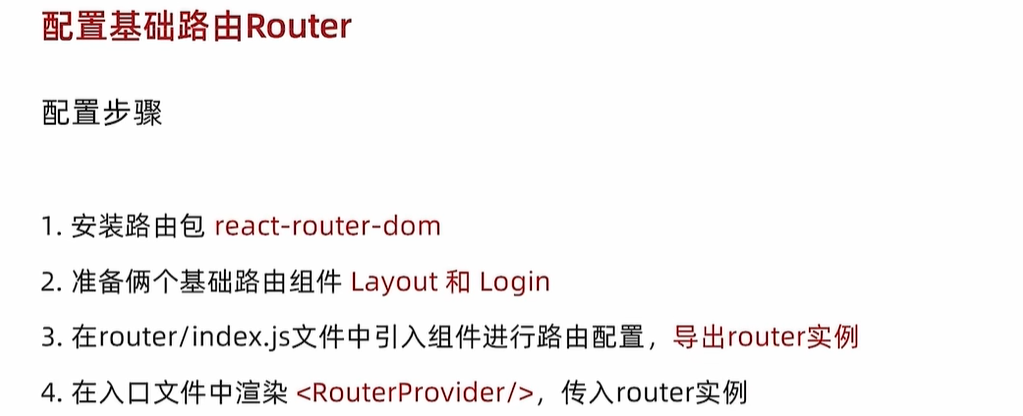 配置基础路由Router
配置步骤
1. 安装路由包 react-router-dom
2. 准备俩个基础路由组件 Layout 和 Login
3. 在router/index.js文件中引入组件进行路由配置，导出router实例
4. 在入口文件中渲染 <RouterProvider/>，传入router实例